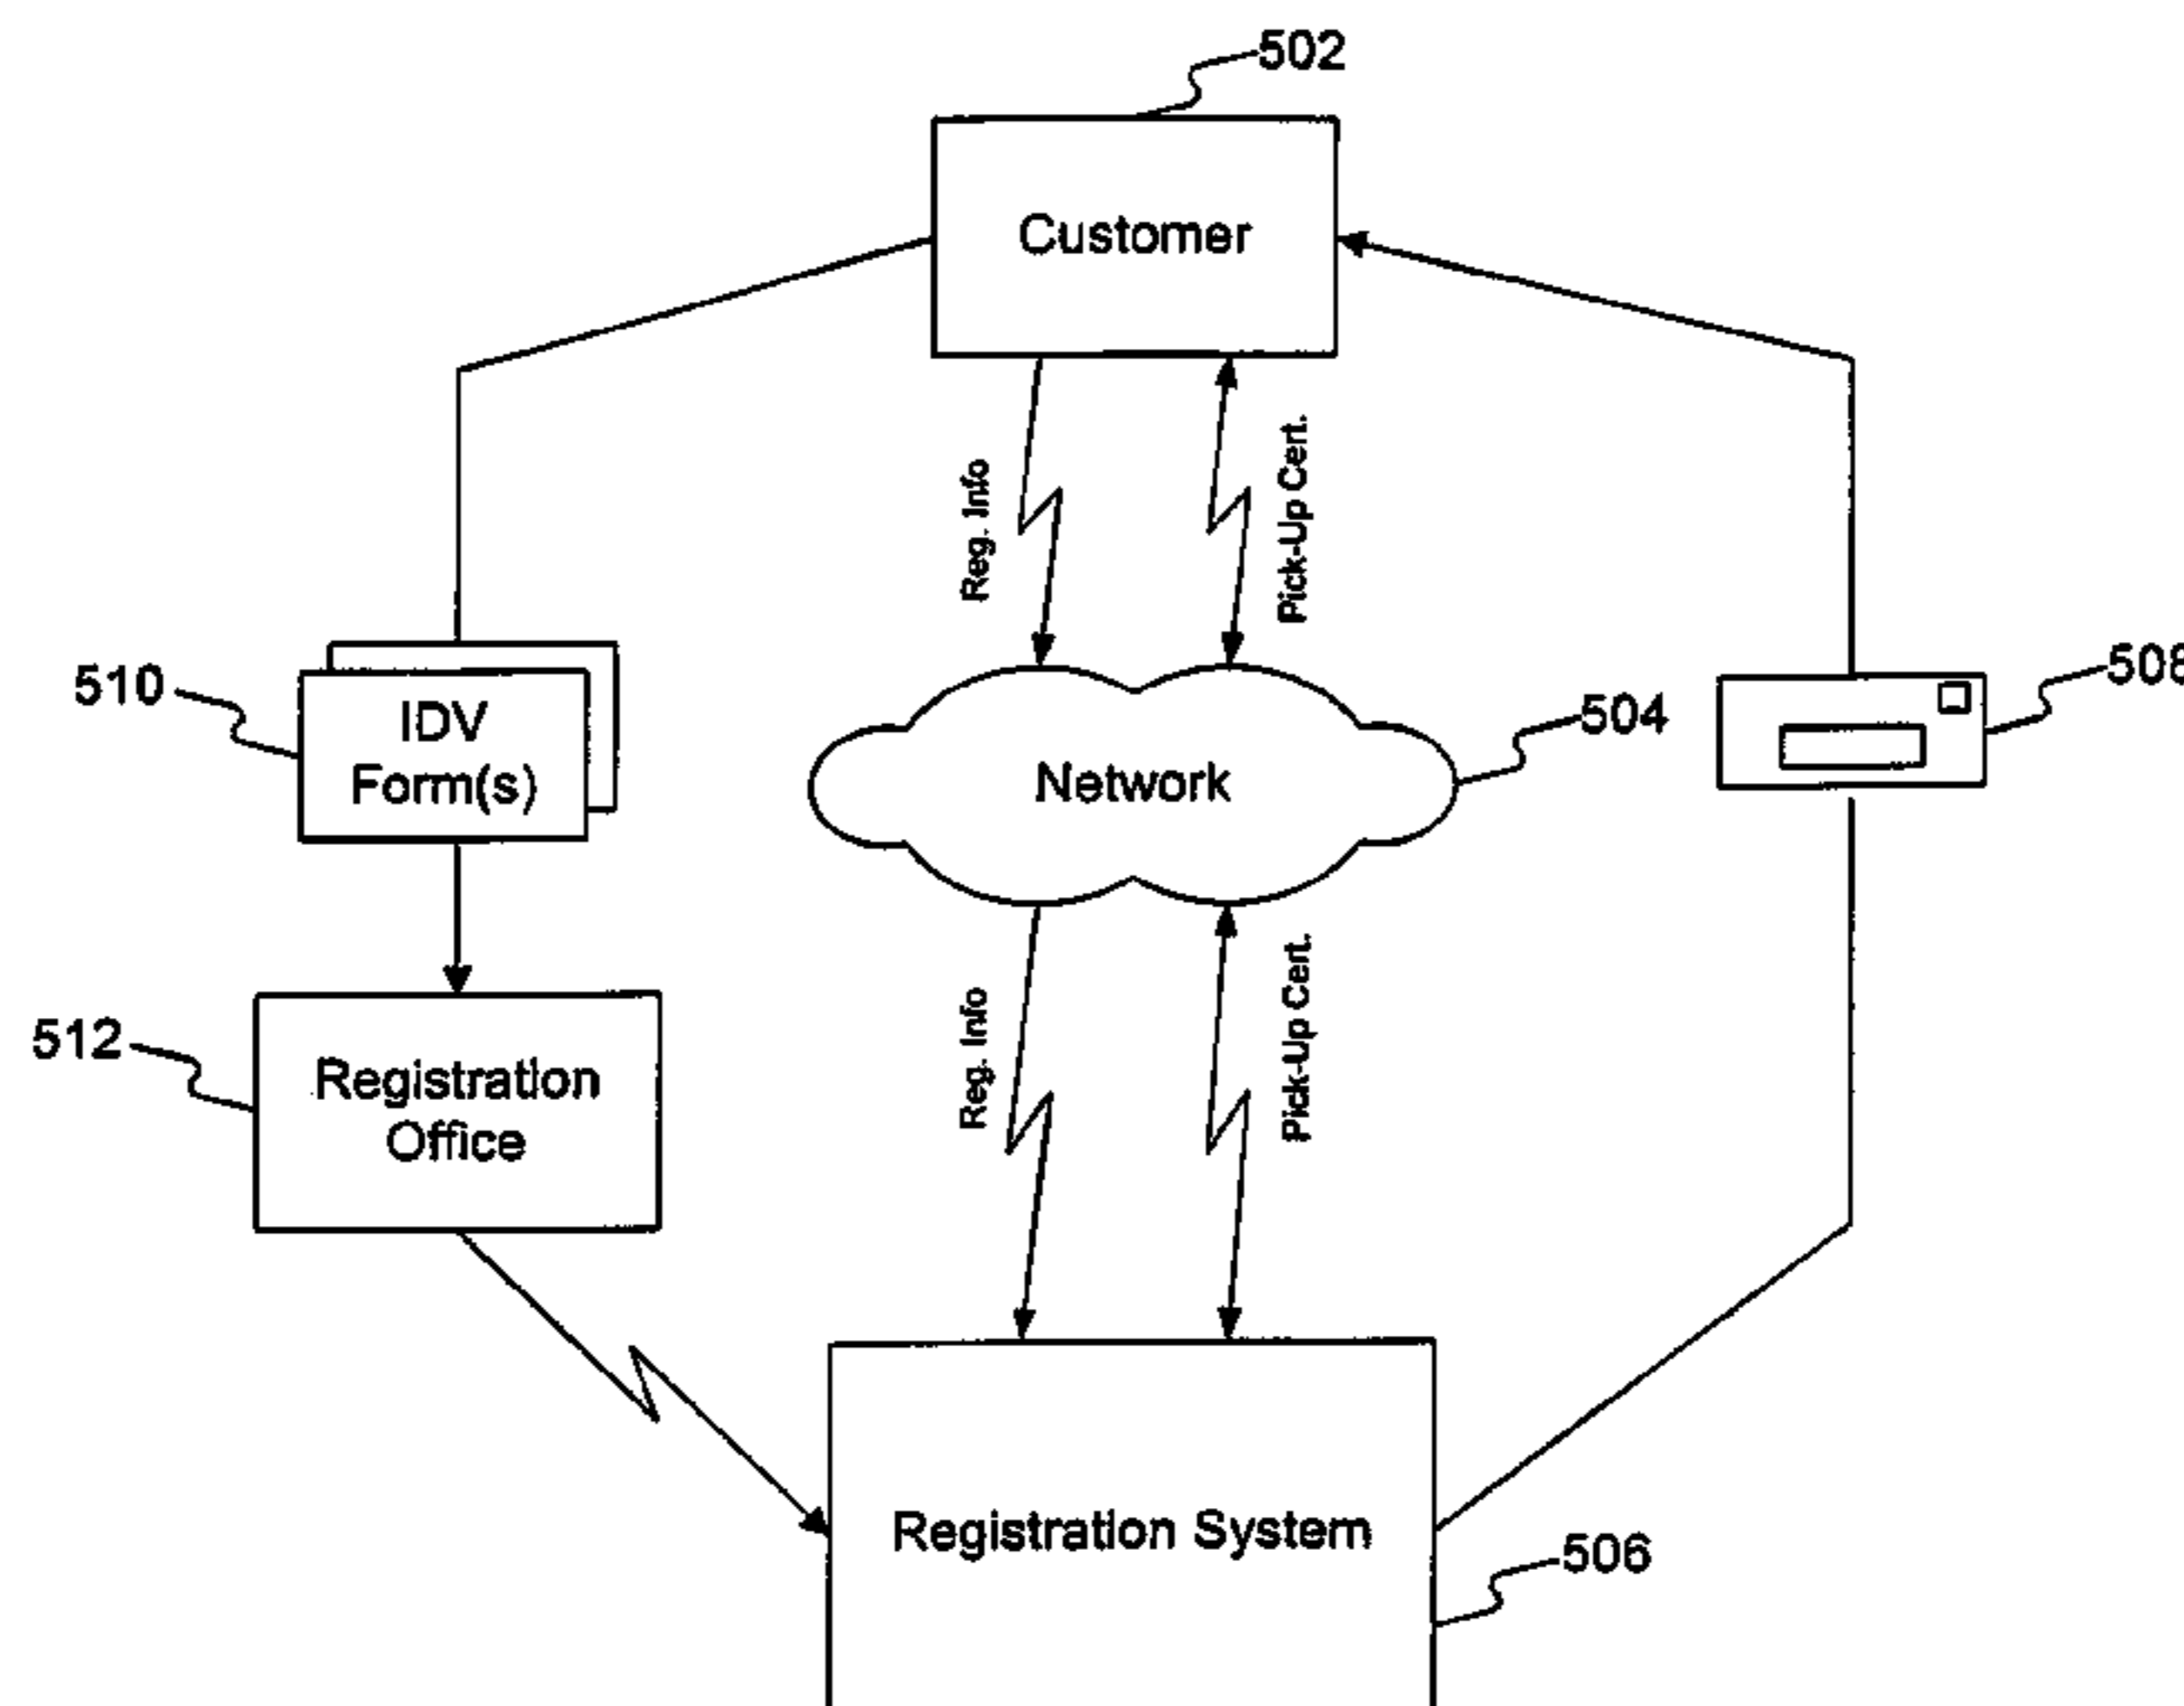 502
Customer
Reg. Info
Pick-Up Cert.
510
IDV
Form(s)
Network
504
508
512
Registration
Office
Reg. Info
Pick-Up Cert.
Registration System
506